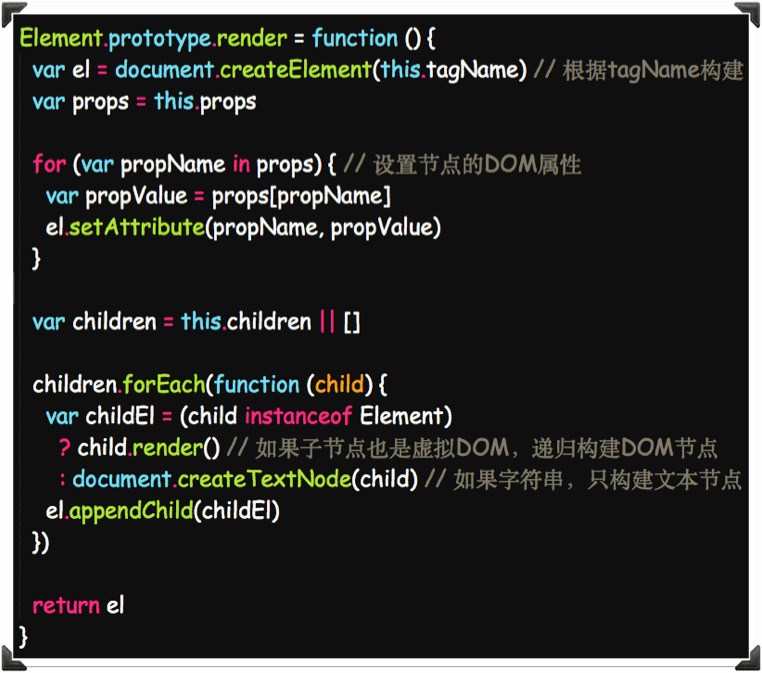 Element.prototype.render = function () {
var el = document.createElement(this.tagName) // 根据tagName构建
var props = this.props
for (var propName in props) { // 设置节点的DOM属性
var propValue = props[propName]
el.setAttribute(propName, propValue)
}
var children = this.children || []
children.forEach(function (child) {
var childEl = (child instanceof Element)
? child.render() // 如果子节点也是虚拟DOM，递归构建DOM节点
: document.createTextNode(child) // 如果字符串，只构建文本节点
el.appendChild(childEl)
})
return el
}